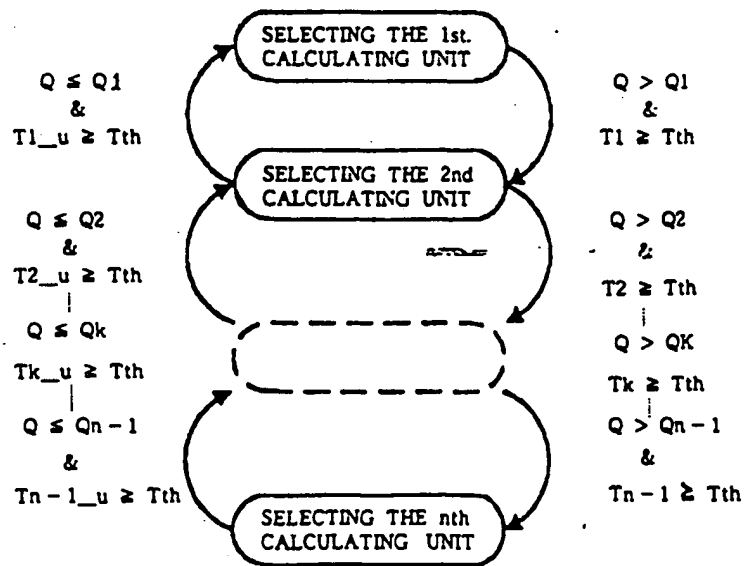 SELECTING THE 1st.
CALCULATING UNIT
Q ≦ Q1
&
T1_u ≧ Tth
Q > Q1
&
T1 ≧ Tth
SELECTING THE 2nd
CALCULATING UNIT
Q ≦ Q2
&
T2_u ≧ Tth
Q > Q2
&
T2 ≧ Tth
Q ≦ Qk
Tk_u ≧ Tth
Q > QK
Tk ≧ Tth
Q ≦ Qn-1
&
Tn-1_u ≧ Tth
Q > Qn-1
&
Tn-1 ≧ Tth
SELECTING THE nth
CALCULATING UNIT